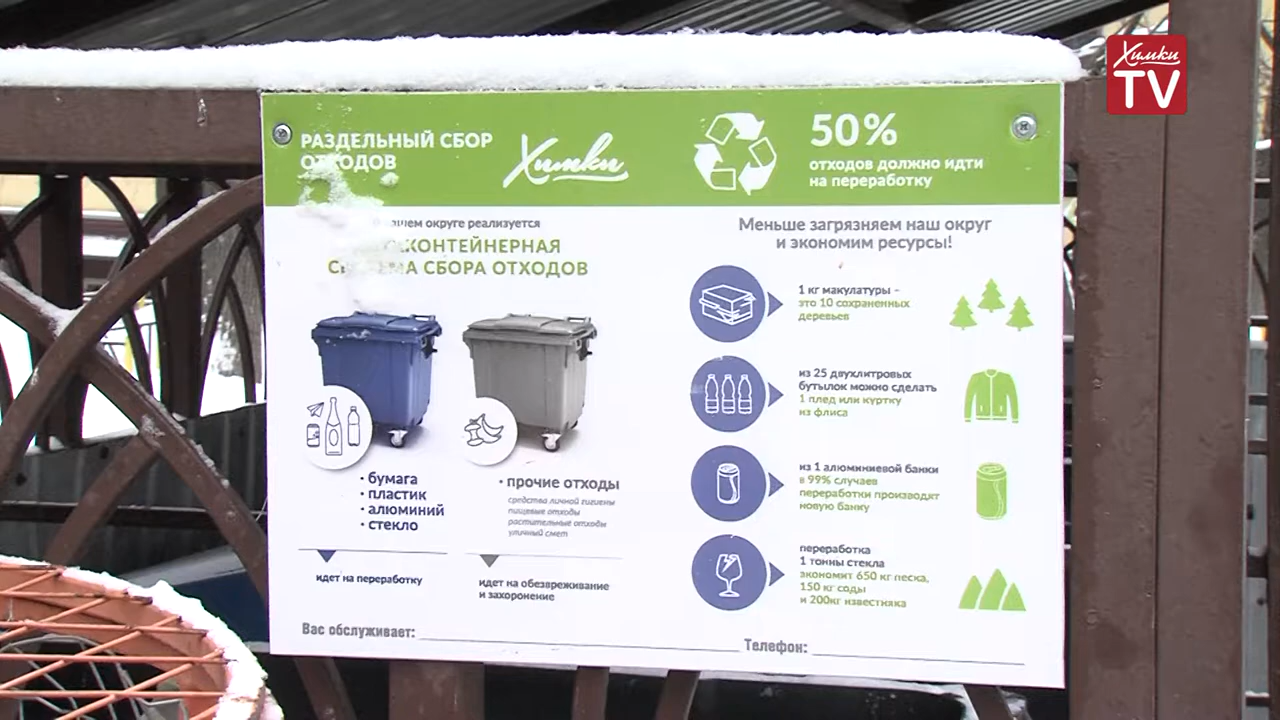 Химки
TV
РАЗДЕЛЬНЫЙ СБОР
ОТХОДОВ
Химки
50%
отходов должно идти
на переработку
округе реализуется
КОНТЕЙНЕРНАЯ
СИСТЕМА СБОРА ОТХОДОВ
• бумага
• пластик
• алюминий
• стекло
идет на переработку
• прочие отходы
средства личной гигиены
пищевые отходы
растительные отходы
уличный смет
идет на обезвреживание
и захоронение
Меньше загрязняем наш округ
и экономим ресурсы!
1 кг макулатуры –
это 10 сохраненных
деревьев
из 25 двухлитровых
бутылок можно сделать
1 плед или куртку
из флиса
из 1 алюминиевой банки
в 99% случаев
переработки производят
новую банку
переработка
1 тонны стекла
экономит 650 кг песка,
150 кг соды
и 200кг известняка
Вас обслуживает:
Телефон: